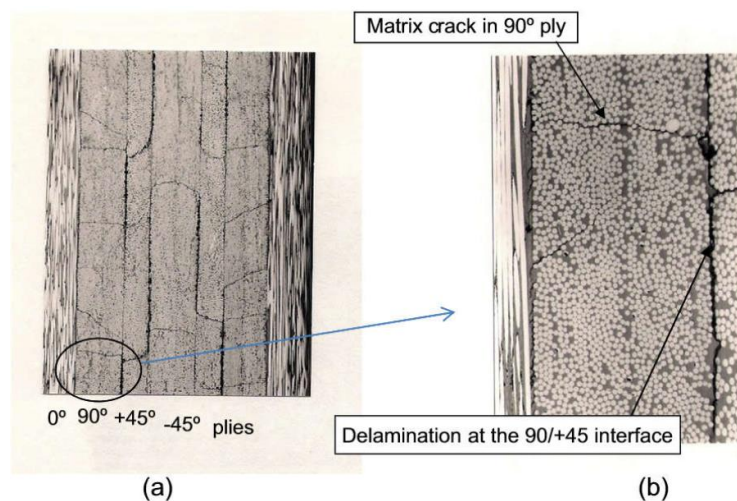 Matrix crack in 90º ply
0º 90º +45º -45º plies
Delamination at the 90/+45 interface
(a) (b)